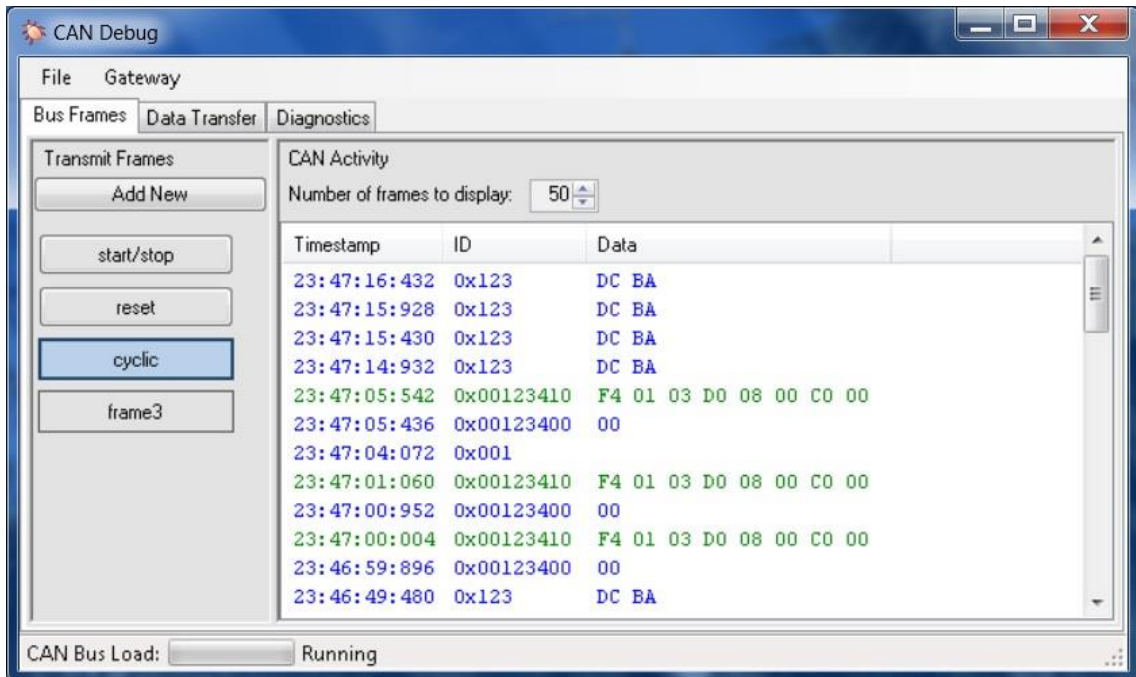 CAN Debug
File Gateway
Bus Frames Data Transfer Diagnostics
Transmit Frames
Add New
start/stop
reset
cyclic
frame3
CAN Activity
Number of frames to display: 50
Timestamp ID Data
23:47:16:432 0x123 DC BA
23:47:15:928 0x123 DC BA
23:47:15:430 0x123 DC BA
23:47:14:932 0x123 DC BA
23:47:05:542 0x00123410 F4 01 03 D0 08 00 C0 00
23:47:05:436 0x00123400 00
23:47:04:072 0x001
23:47:01:060 0x00123410 F4 01 03 D0 08 00 C0 00
23:47:00:952 0x00123400 00
23:47:00:004 0x00123410 F4 01 03 D0 08 00 C0 00
23:46:59:896 0x00123400 00
23:46:49:480 0x123 DC BA
CAN Bus Load: Running